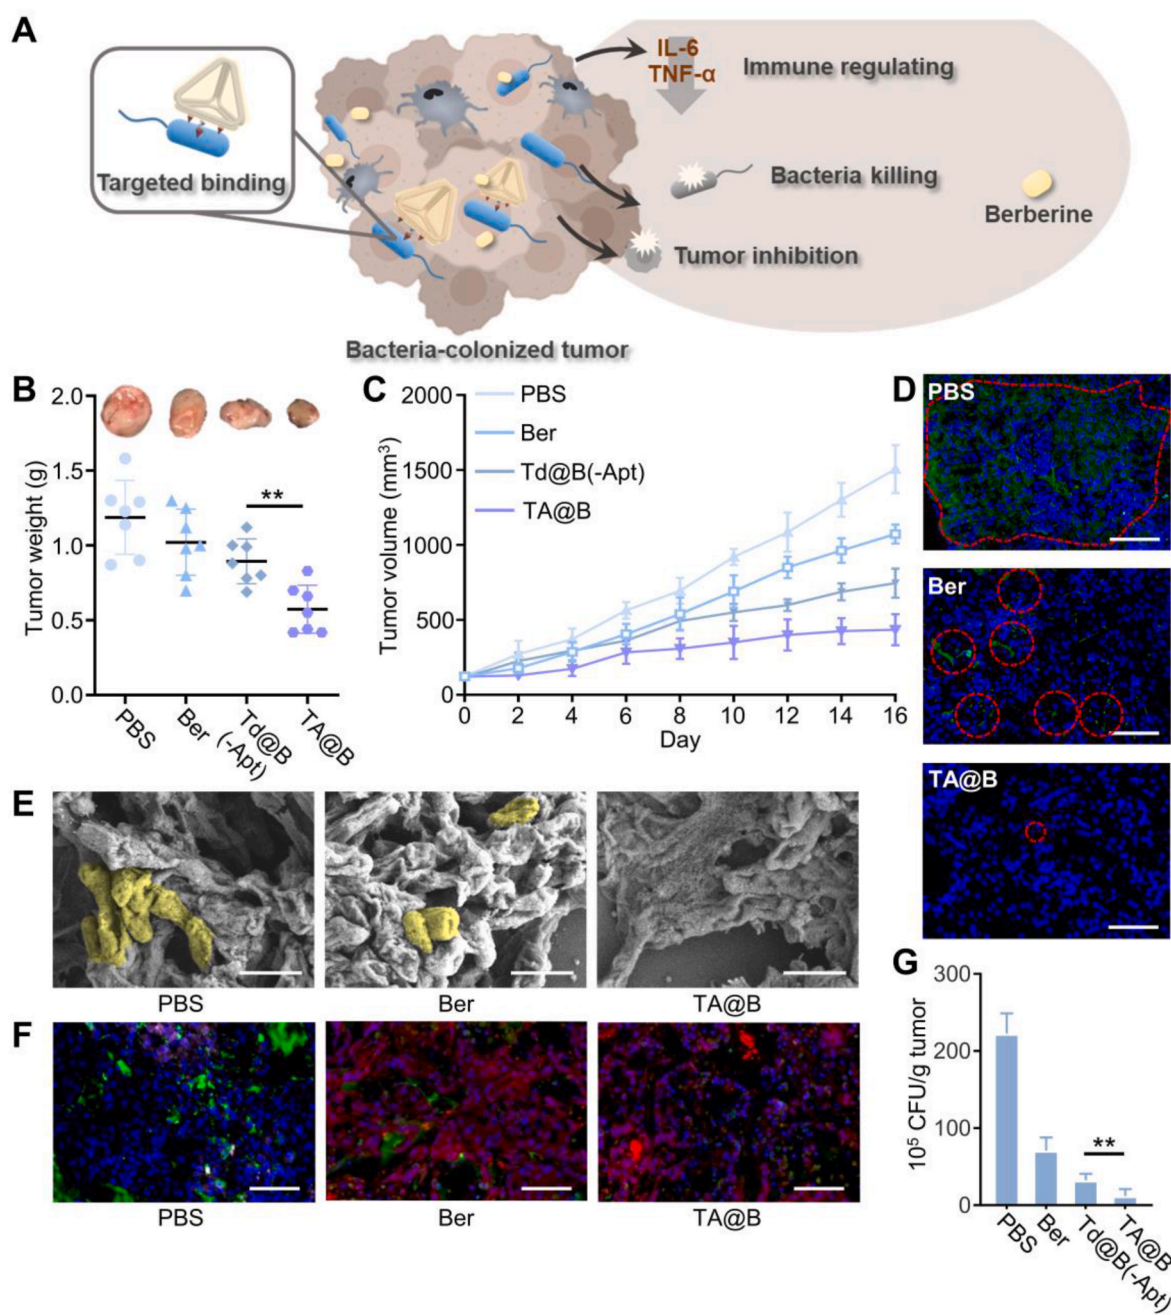 A
IL-6
TNF-α
Immune regulating
Targeted binding
Bacteria killing
Berberine
Tumor inhibition
Bacteria-colonized tumor
B
Tumor weight (g)
2.0
1.5
1.0
0.5
0.0
**
PBS
Ber
Td@B
(-Apt)
TA@B
C
Tumor volume (mm³)
2000
1500
1000
500
0
PBS
Ber
Td@B(-Apt)
TA@B
0 2 4 6 8 10 12 14 16
Day
D
PBS
Ber
TA@B
E
PBS Ber TA@B
F
PBS Ber TA@B
G
10⁵ CFU/g tumor
300
200
100
0
**
PBS
Ber
Td@B(-Apt)
TA@B